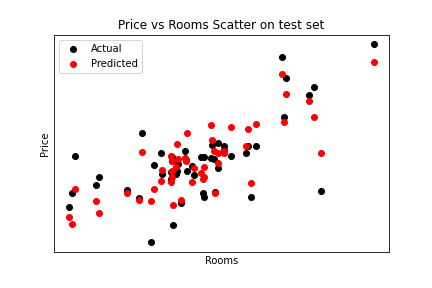 Price vs Rooms Scatter on test set
Actual
Predicted
Price
Rooms